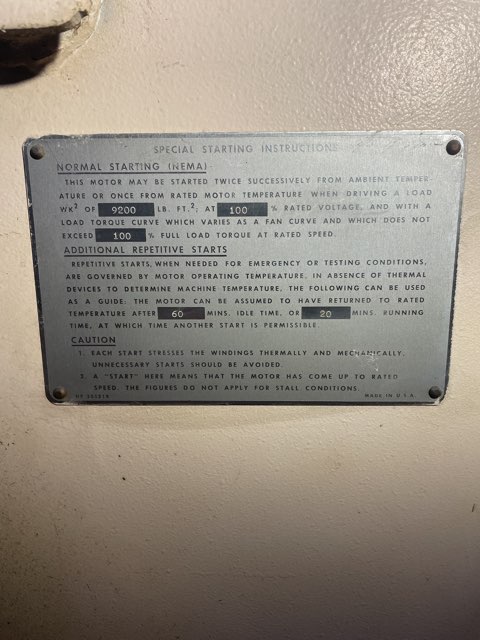 SPECIAL STARTING INSTRUCTIONS
NORMAL STARTING (NEMA)
THIS MOTOR MAY BE STARTED TWICE SUCCESSIVELY FROM AMBIENT TEMPER-
ATURE OR ONCE FROM RATED MOTOR TEMPERATURE WHEN DRIVING A LOAD
WK² OF 9200 LB. FT.², AT 100 % RATED VOLTAGE, AND WITH A
LOAD TORQUE CURVE WHICH VARIES AS A FAN CURVE AND WHICH DOES NOT
EXCEED 100 % FULL LOAD TORQUE AT RATED SPEED.
ADDITIONAL REPETITIVE STARTS
REPETITIVE STARTS, WHEN NEEDED FOR EMERGENCY OR TESTING CONDITIONS,
ARE GOVERNED BY MOTOR OPERATING TEMPERATURE, IN ABSENCE OF THERMAL
DEVICES TO DETERMINE MACHINE TEMPERATURE, THE FOLLOWING CAN BE USED
AS A GUIDE: THE MOTOR CAN BE ASSUMED TO HAVE RETURNED TO RATED
TEMPERATURE AFTER 60 MINS. IDLE TIME, OR 20 MINS. RUNNING
TIME, AT WHICH TIME ANOTHER START IS PERMISSIBLE.
CAUTION
1. EACH START STRESSES THE WINDINGS THERMALLY AND MECHANICALLY.
UNNECESSARY STARTS SHOULD BE AVOIDED.
2. A "START" HERE MEANS THAT THE MOTOR HAS COME UP TO RATED
SPEED. THE FIGURES DO NOT APPLY FOR STALL CONDITIONS.
MADE IN U.S.A.